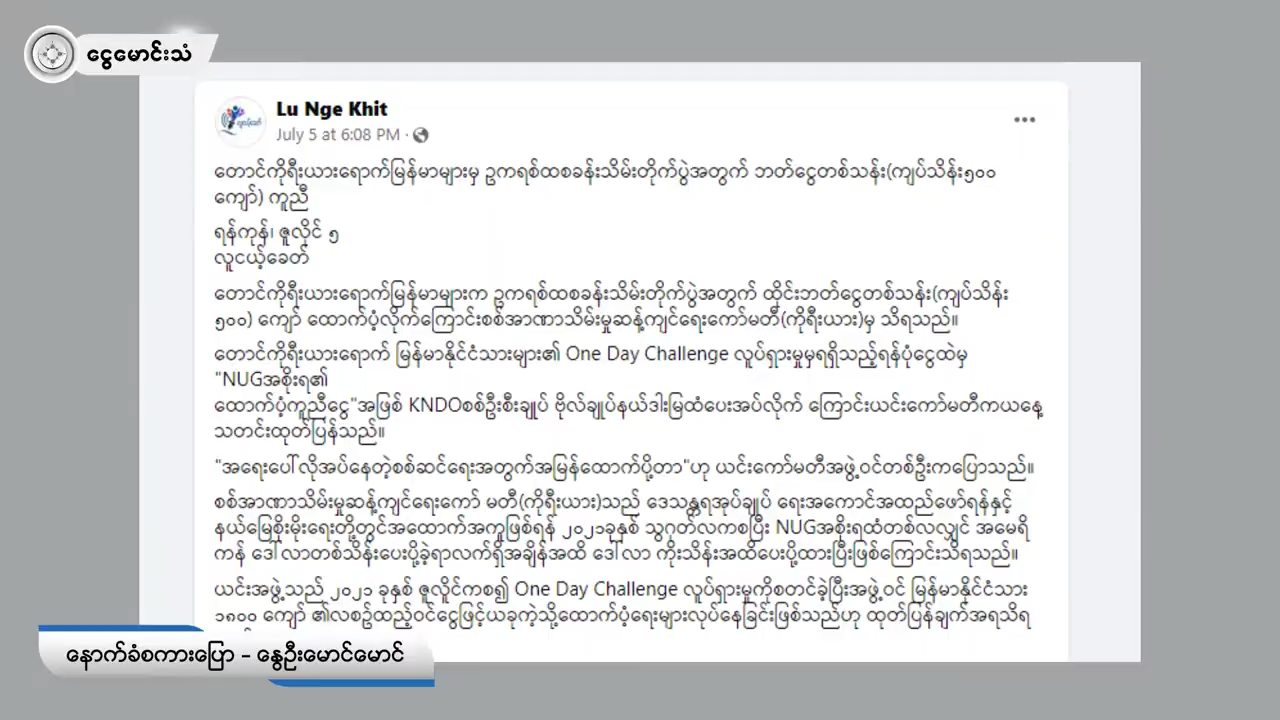 ငွေမောင်းသံ
Lu Nge Khit
July 5 at 6:08 PM ·
တောင်ကိုရီးယားရောက်မြန်မာများမှ ဥကရစ်ထစခန်းသိမ်းတိုက်ပွဲအတွက် ဘတ်ငွေတစ်သန်း(ကျပ်သိန်း၅၀၀
ကျော်) ကူညီ
ရန်ကုန်၊ ဇူလိုင် ၅
လူငယ့်ခေတ်
တောင်ကိုရီးယားရောက်မြန်မာများက ဥကရစ်ထစခန်းသိမ်းတိုက်ပွဲအတွက် ထိုင်းဘတ်ငွေတစ်သန်း(ကျပ်သိန်း
၅၀၀) ကျော် ထောက်ပံ့လိုက်ကြောင်းစစ်အာဏာသိမ်းမှုဆန့်ကျင်ရေးကော်မတီ(ကိုရီးယား)မှ သိရသည်။
တောင်ကိုရီးယားရောက် မြန်မာနိုင်ငံသားများ၏ One Day Challenge လှုပ်ရှားမှုမှရရှိသည့်ရန်ပုံငွေထဲမှ
"NUGအစိုးရ၏
ထောက်ပံ့ကူညီငွေ"အဖြစ် KNDOစစ်ဦးစီးချုပ် ဗိုလ်ချုပ်နယ်ဒါးမြထံပေးအပ်လိုက် ကြောင်းယင်းကော်မတီကယနေ့
သတင်းထုတ်ပြန်သည်။
"အရေးပေါ်လိုအပ်နေတဲ့စစ်ဆင်ရေးအတွက်အမြန်ထောက်ပို့တာ"ဟု ယင်းကော်မတီအဖွဲ့ဝင်တစ်ဦးကပြောသည်။
စစ်အာဏာသိမ်းမှုဆန့်ကျင်ရေးကော် မတီ(ကိုရီးယား)သည် ဒေသန္တရအုပ်ချုပ် ရေးအကောင်အထည်ဖော်ရန်နှင့်
နယ်မြေစိုးမိုးရေးတို့တွင်အထောက်အကူဖြစ်ရန် ၂၀၂၁ခုနှစ် သြဂုတ်လကစပြီး NUGအစိုးရထံတစ်လလျှင် အမေရိ
ကန် ဒေါ်လာတစ်သိန်းပေးပို့ခဲ့ရာလက်ရှိအချိန်အထိ ဒေါ်လာ ကိုးသိန်းအထိပေးပို့ထားပြီးဖြစ်ကြောင်းသိရသည်။
ယင်းအဖွဲ့သည် ၂၀၂၁ ခုနှစ် ဇူလိုင်ကစ၍ One Day Challenge လှုပ်ရှားမှုကိုစတင်ခဲ့ပြီးအဖွဲ့ဝင် မြန်မာနိုင်ငံသား
၁၈၀၀ ကျော် ၏လစဥ်ထည့်ဝင်ငွေဖြင့်ယခုကဲ့သို့ထောက်ပံ့ရေးများလုပ်နေခြင်းဖြစ်သည်ဟု ထုတ်ပြန်ချက်အရသိရ
နောက်ခံစကားပြော - နွေဦးမောင်မောင်